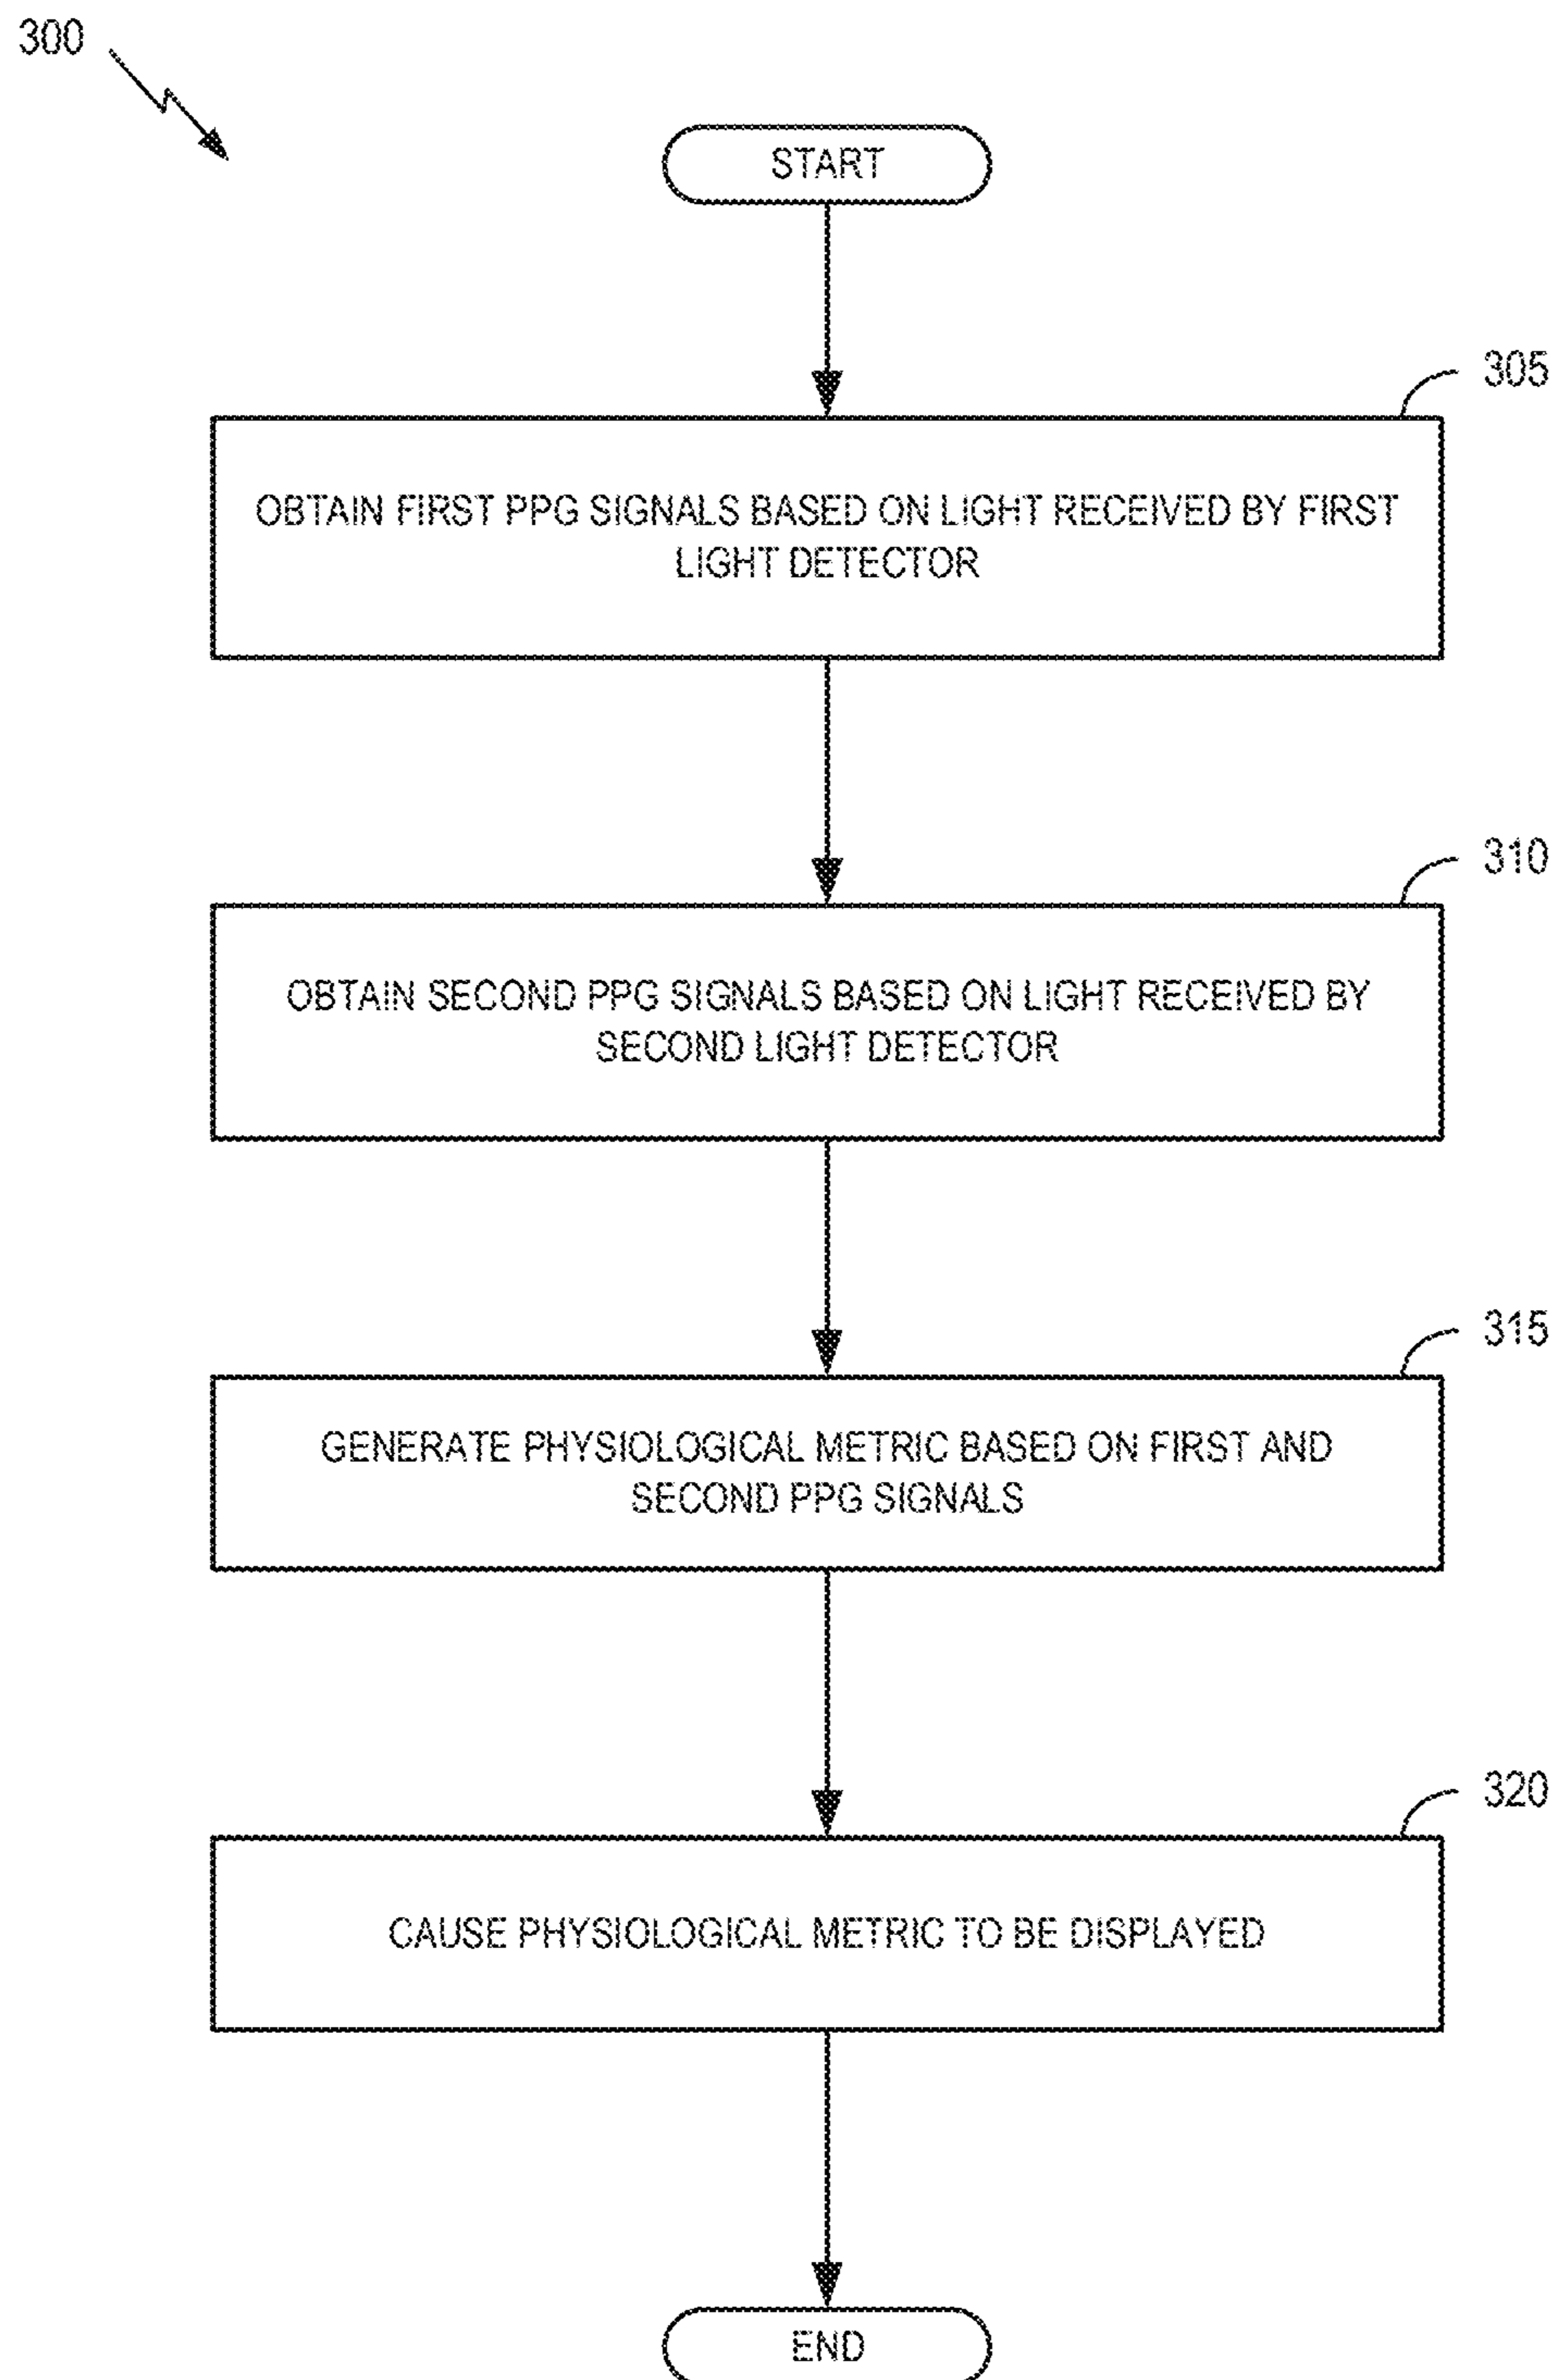 300
START
305
OBTAIN FIRST PPG SIGNALS BASED ON LIGHT RECEIVED BY FIRST
LIGHT DETECTOR
310
OBTAIN SECOND PPG SIGNALS BASED ON LIGHT RECEIVED BY
SECOND LIGHT DETECTOR
315
GENERATE PHYSIOLOGICAL METRIC BASED ON FIRST AND
SECOND PPG SIGNALS
320
CAUSE PHYSIOLOGICAL METRIC TO BE DISPLAYED
END